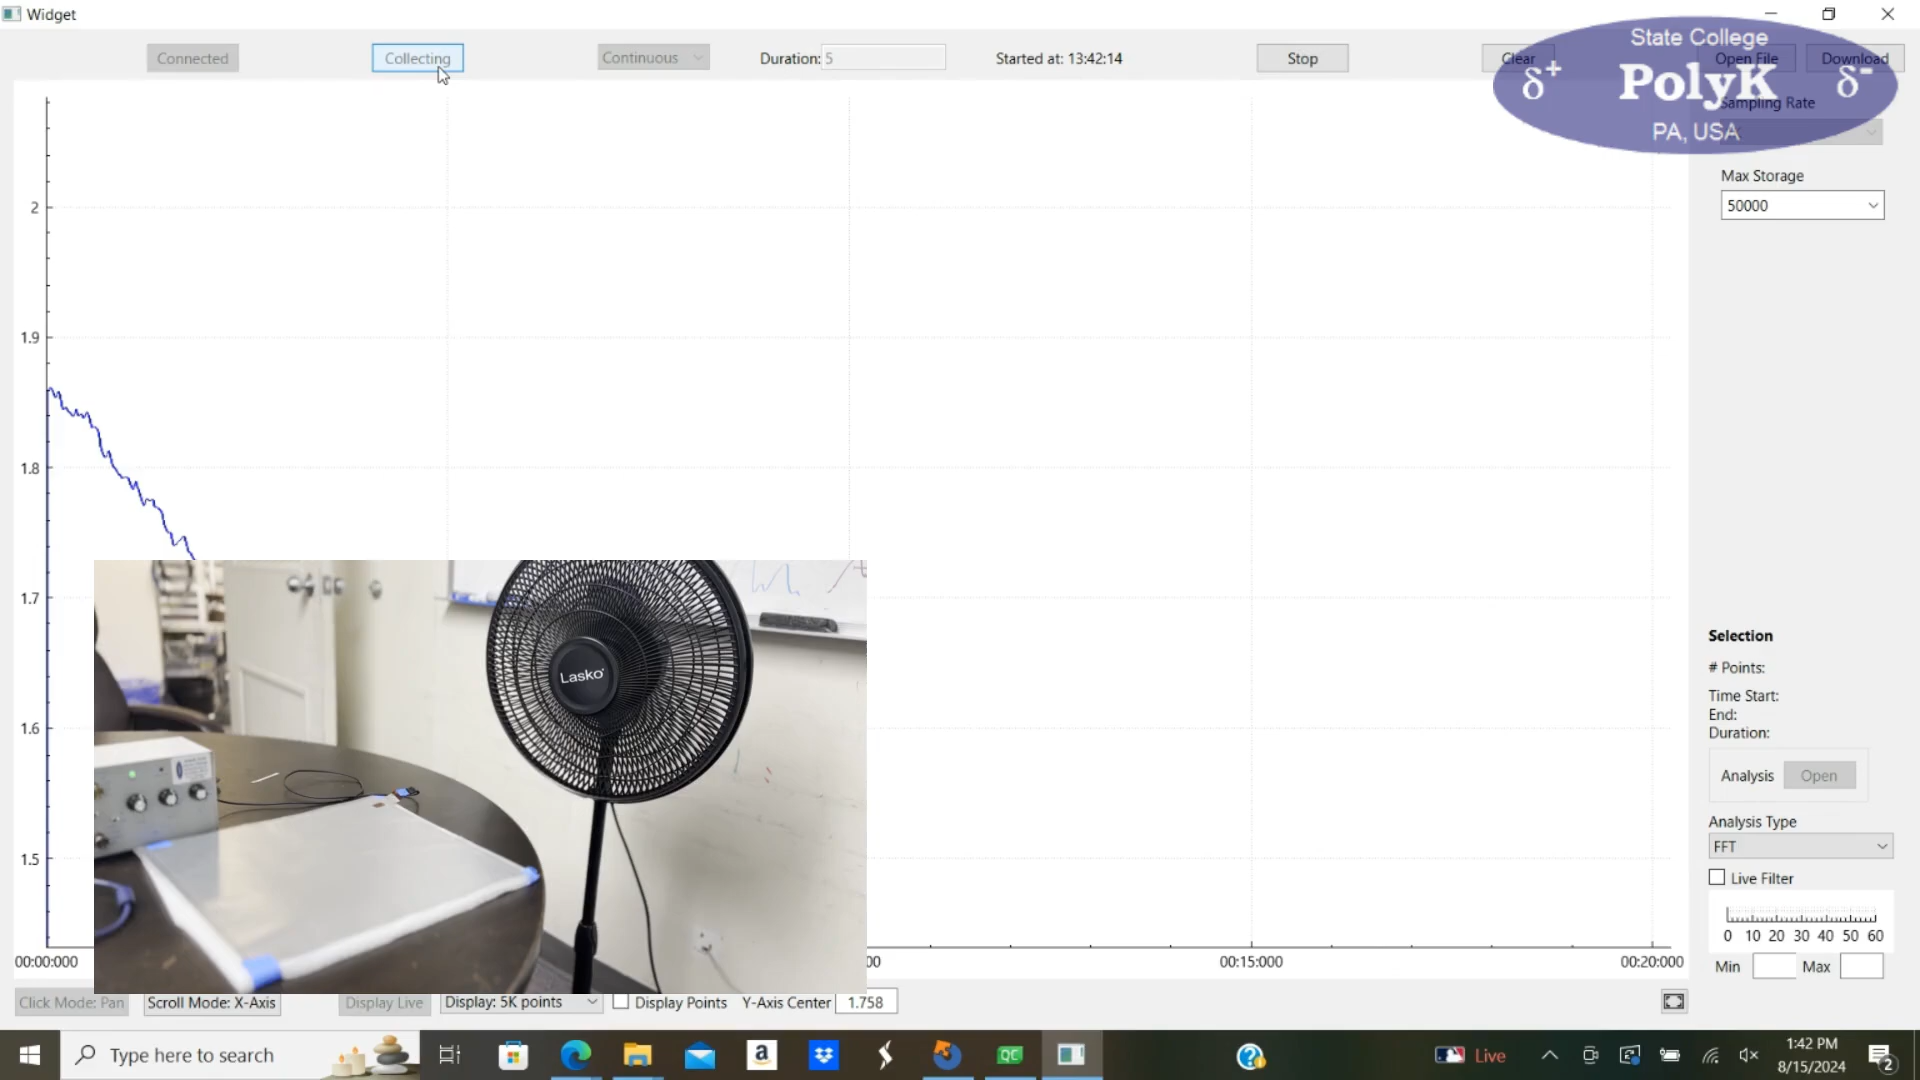 Widget
Connected
Collecting
Continuous
Duration: 5
Started at: 13:42:14
Stop
Clear
Open File
Download
State College
δ+ PolyK δ-
PA, USA
Sampling Rate
Max Storage
50000
2
1.9
1.8
1.7
1.6
1.5
Lasko
00:00:000
00
00:15:000
00:20:000
Selection
# Points:
Time Start:
End:
Duration:
Analysis
Open
Analysis Type
FFT
Live Filter
0 10 20 30 40 50 60
Min
Max
Click Mode: Pan
Scroll Mode: X-Axis
Display Live
Display: 5K points
Display Points
Y-Axis Center
1.758
Type here to search
a
QC
Live
1:42 PM
8/15/2024
2